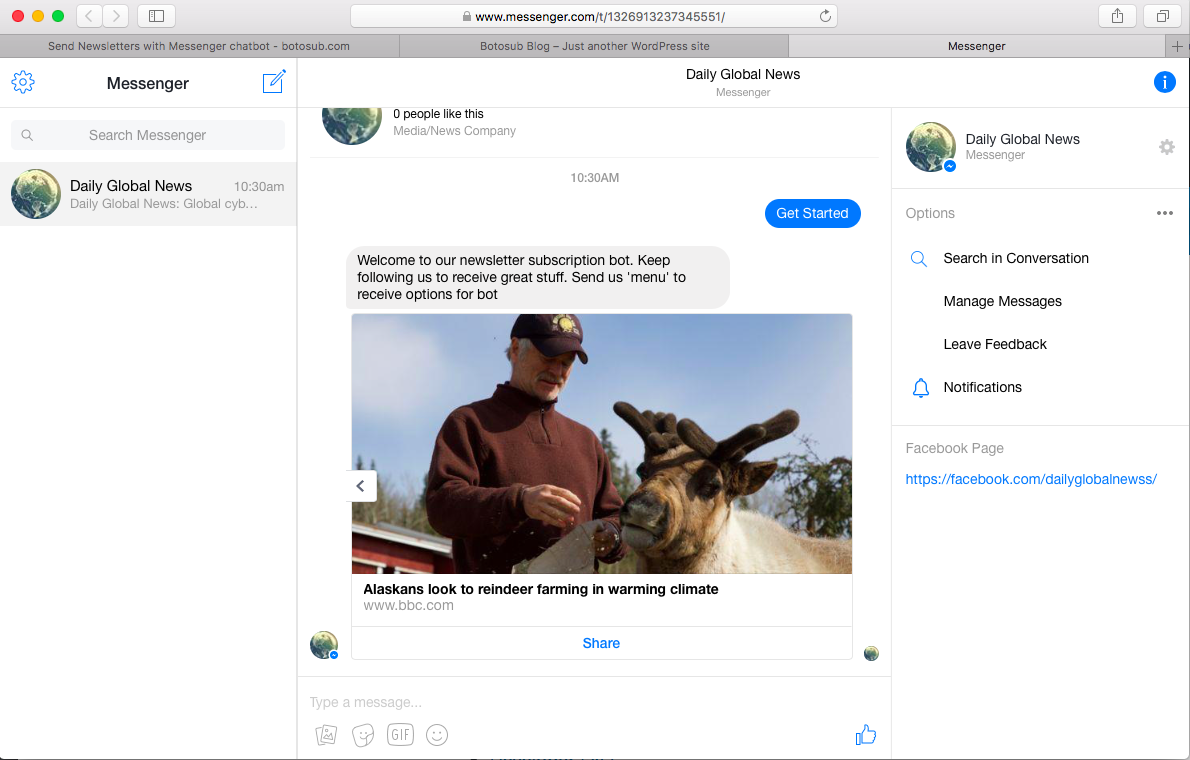 www.messenger.com/t/1326913237345551/
Send Newsletters with Messenger chatbot - botosub.com
Botosub Blog – Just another WordPress site
Messenger
Messenger
Search Messenger
Daily Global News
10:30am
Daily Global News: Global cyb…
Daily Global News
Messenger
0 people like this
Media/News Company
10:30AM
Get Started
Welcome to our newsletter subscription bot. Keep
following us to receive great stuff. Send us 'menu' to
receive options for bot
Alaskans look to reindeer farming in warming climate
www.bbc.com
Share
Type a message...
GIF
Daily Global News
Messenger
Options
Search in Conversation
Manage Messages
Leave Feedback
Notifications
Facebook Page
https://facebook.com/dailyglobalnewss/